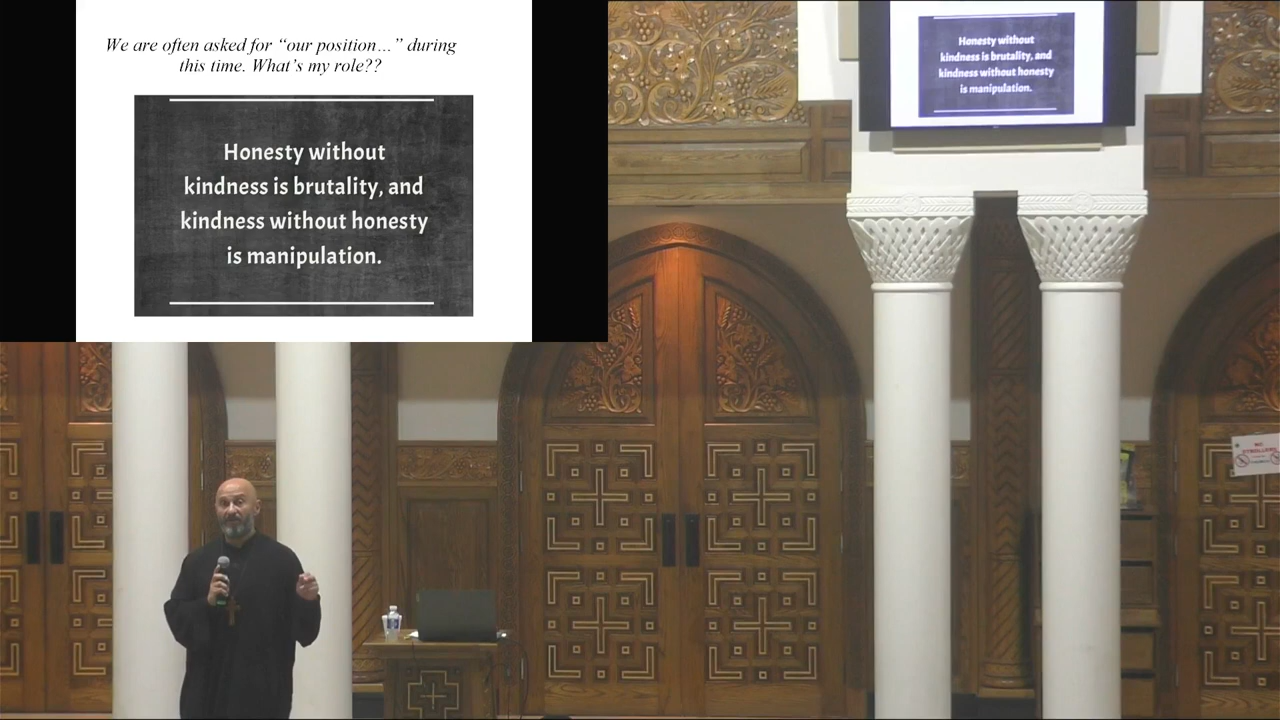 We are often asked for “our position…” during
this time. What’s my role??
Honesty without
kindness is brutality, and
kindness without honesty
is manipulation.
Honesty without
kindness is brutality, and
kindness without honesty
is manipulation.
NO
STROLLERS